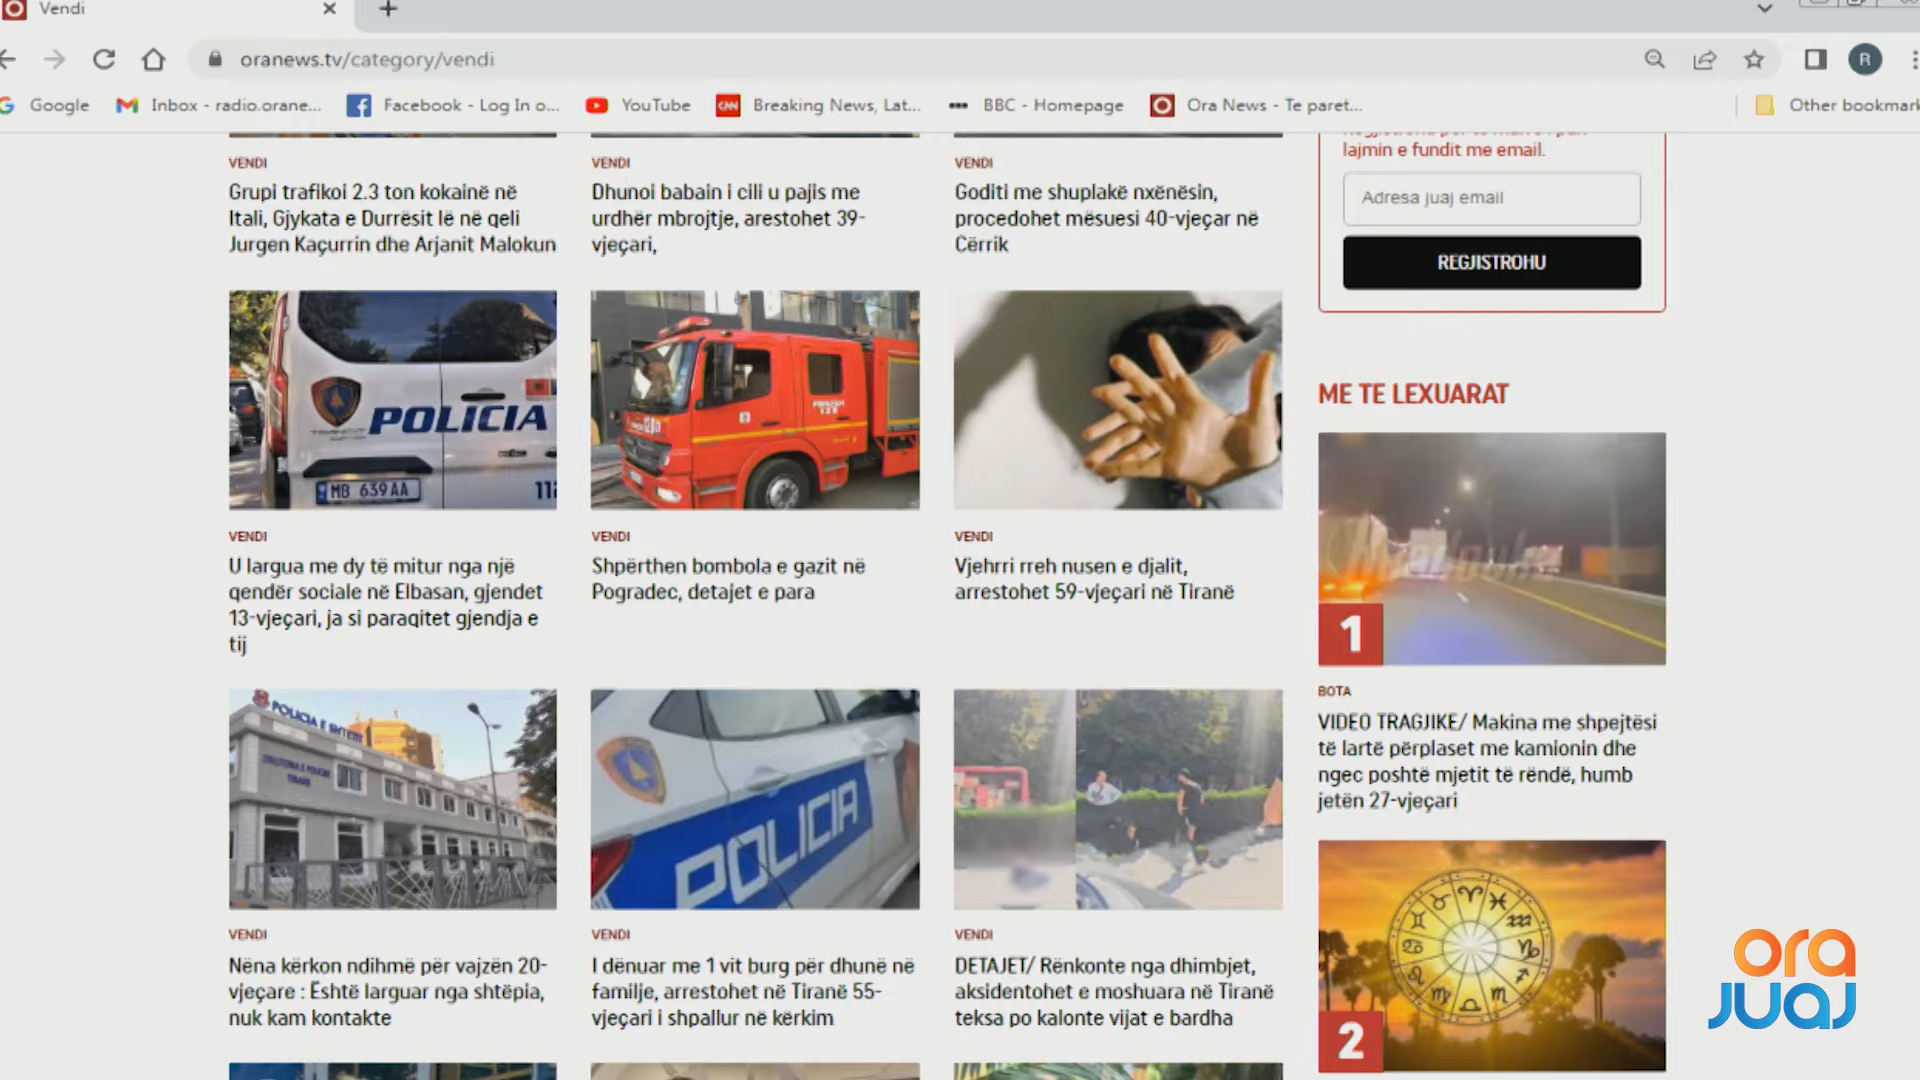 Vendi
oranews.tv/category/vendi
R
Google
Inbox - radio.orane...
Facebook - Log In o...
YouTube
CNN
Breaking News, Lat...
BBC - Homepage
Ora News - Te paret...
Other bookmark
VENDI
Grupi trafikoi 2.3 ton kokainë në
Itali, Gjykata e Durrësit lë në qeli
Jurgen Kaçurrin dhe Arjanit Malokun
VENDI
Dhunoi babain i cili u pajis me
urdhër mbrojtje, arestohet 39-
vjeçari,
VENDI
Goditi me shuplakë nxënësin,
procedohet mësuesi 40-vjeçar në
Cërrik
lajmin e fundit me email.
Adresa juaj email
REGJISTROHU
POLICIA
MB 639AA
VENDI
U largua me dy të mitur nga një
qendër sociale në Elbasan, gjendet
13-vjeçari, ja si paraqitet gjendja e
tij
VENDI
Shpërthen bombola e gazit në
Pogradec, detajet e para
VENDI
Vjehrri rreh nusen e djalit,
arrestohet 59-vjeçari në Tiranë
ME TE LEXUARAT
1
BOTA
VIDEO TRAGJIKE/ Makina me shpejtësi
të lartë përplaset me kamionin dhe
ngec poshtë mjetit të rëndë, humb
jetën 27-vjeçari
POLICIA E SHTETIT
POLICIA
VENDI
Nëna kërkon ndihmë për vajzën 20-
vjeçare : Është larguar nga shtëpia,
nuk kam kontakte
VENDI
I dënuar me 1 vit burg për dhunë në
familje, arrestohet në Tiranë 55-
vjeçari i shpallur në kërkim
VENDI
DETAJET/ Rënkonte nga dhimbjet,
aksidentohet e moshuara në Tiranë
teksa po kalonte vijat e bardha
2
ora
JUAJ